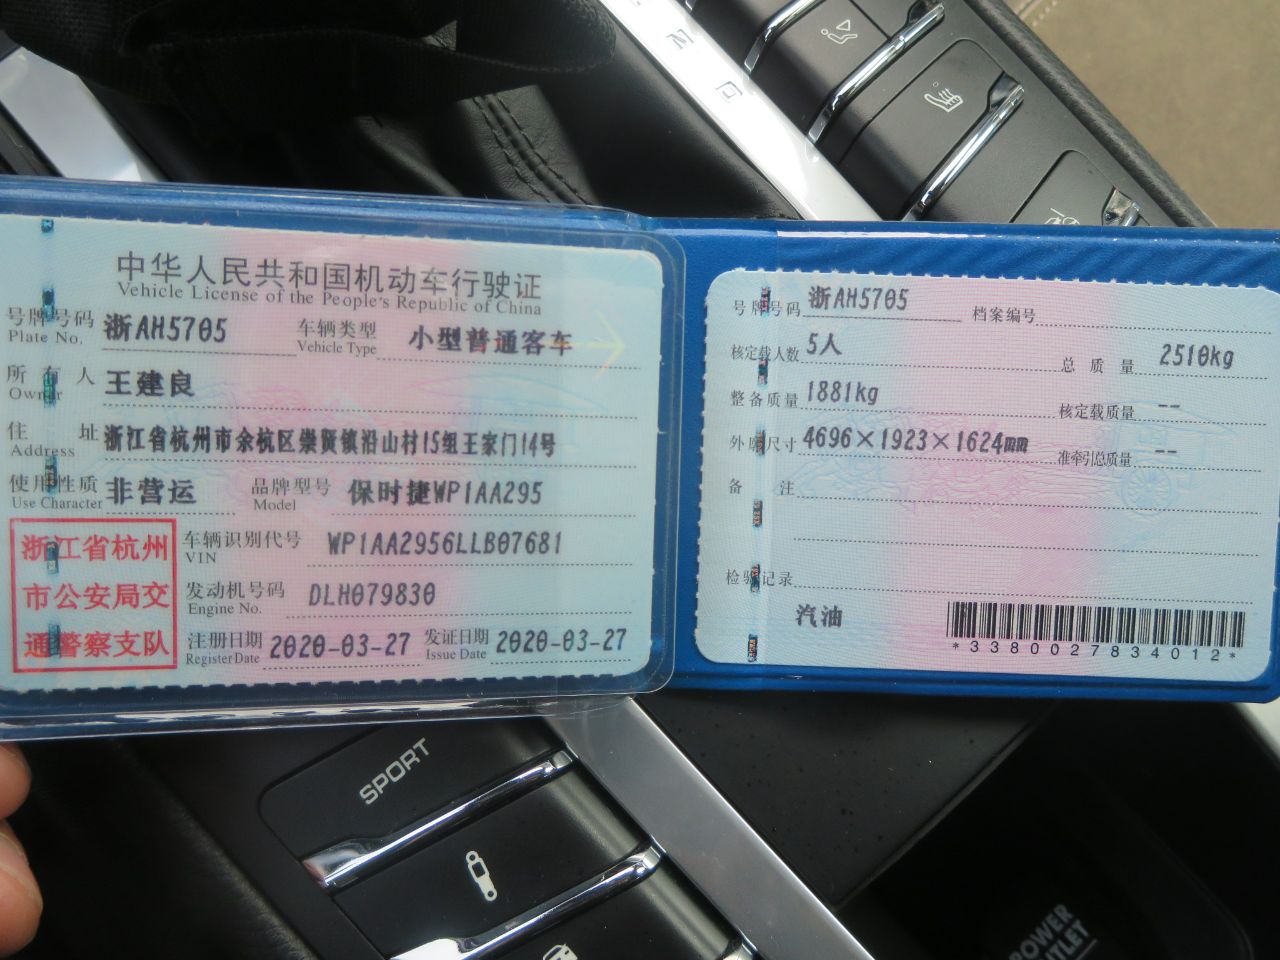 中华人民共和国机动车行驶证
Vehicle License of the People's Republic of China
号牌号码 浙AH5705 车辆类型 小型普通客车
Plate No. Vehicle Type
所有人 王建良
Owner
住址 浙江省杭州市余杭区崇贤镇沿山村15组王家门14号
Address
使用性质 非营运 品牌型号 保时捷WP1AA295
Use Character Model
浙江省杭州
市公安局交
通警察支队
车辆识别代号 WP1AA2956LLB07681
VIN
发动机号码 DLH079830
Engine No.
注册日期 2020-03-27 发证日期 2020-03-27
Register Date Issue Date
号牌号码 浙AH5705 档案编号
核定载人数 5人 总质量 2510kg
整备质量 1881kg 核定载质量 --
外廓尺寸 4696×1923×1624mm 准牵引总质量 --
备注
检验记录
汽油
*3380027834012*
N
D
SPORT
POWER
OUTLET